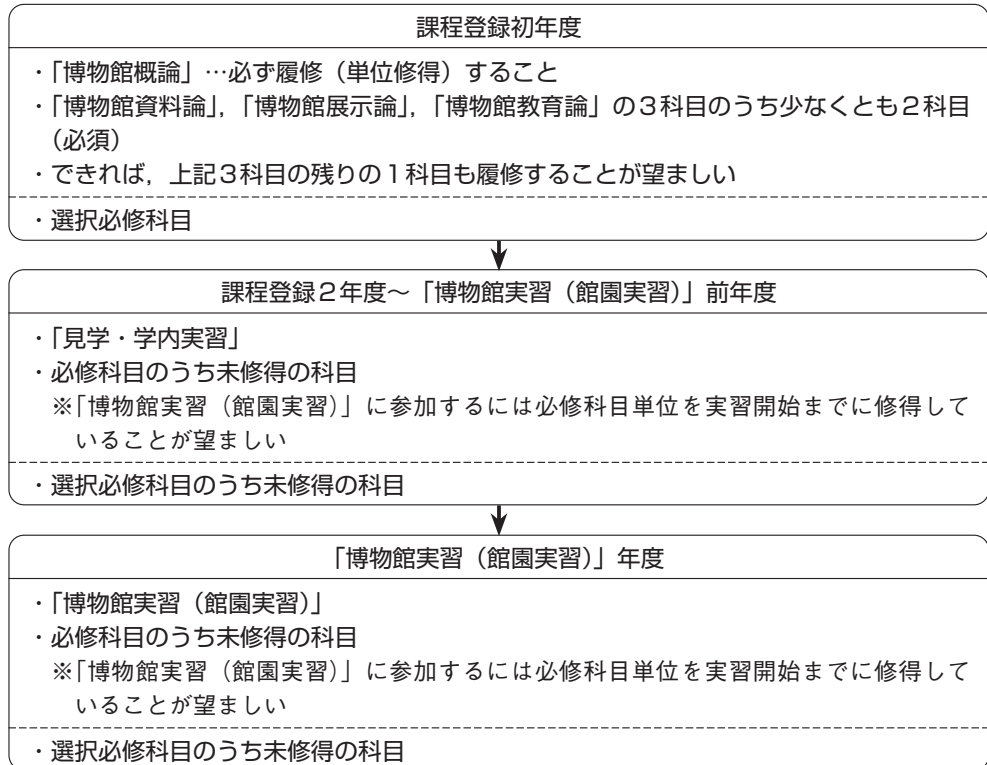 課程登録初年度
・「博物館概論」…必ず履修（単位修得）すること
・「博物館資料論」，「博物館展示論」，「博物館教育論」の３科目のうち少なくとも２科目
（必須）
・できれば，上記３科目の残りの１科目も履修することが望ましい
・選択必修科目
課程登録２年度～「博物館実習（館園実習）」前年度
・「見学・学内実習」
・必修科目のうち未修得の科目
※「博物館実習（館園実習）」に参加するには必修科目単位を実習開始までに修得して
いることが望ましい
・選択必修科目のうち未修得の科目
「博物館実習（館園実習）」年度
・「博物館実習（館園実習）」
・必修科目のうち未修得の科目
※「博物館実習（館園実習）」に参加するには必修科目単位を実習開始までに修得して
いることが望ましい
・選択必修科目のうち未修得の科目